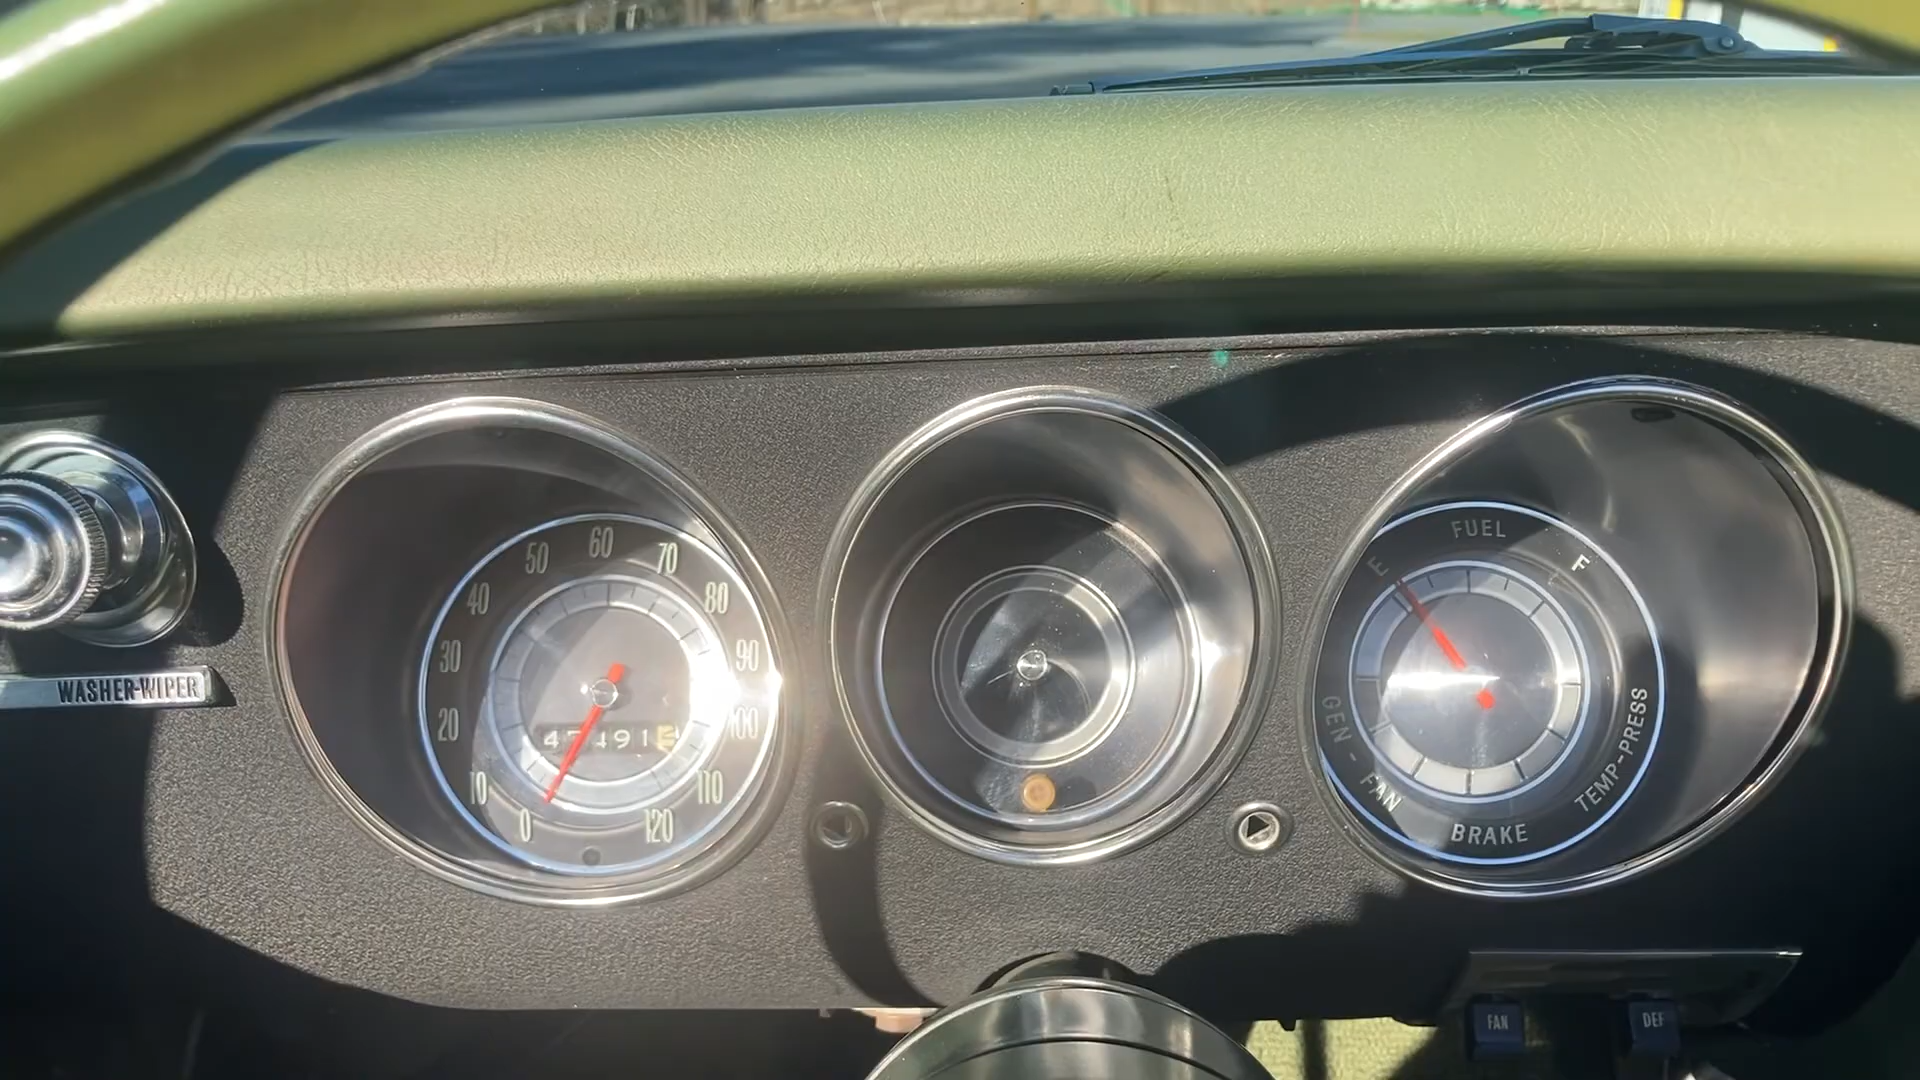 WASHER-WIPER
0
10
20
30
40
50
60
70
80
90
100
110
120
FUEL
E
F
GEN - FAN
BRAKE
TEMP-PRESS
FAN
DEF